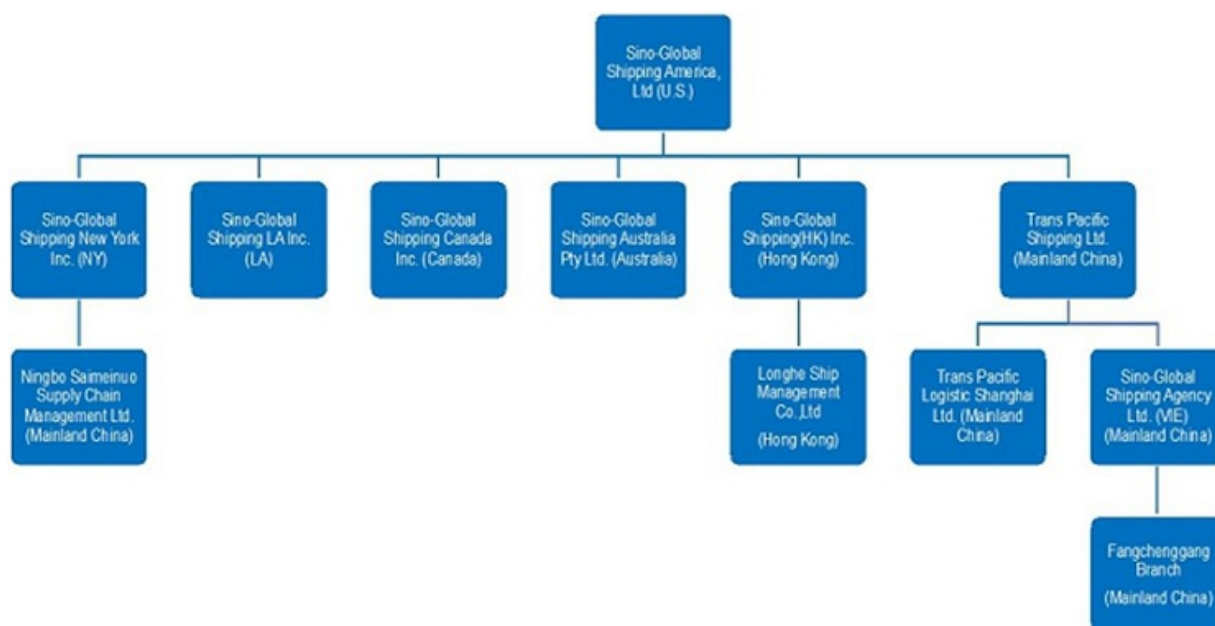 Sino-Global
Shipping America,
Ltd (U.S.)
Sino-Global
Shipping New York
Inc. (NY)
Sino-Global
Shipping LA Inc.
(LA)
Sino-Global
Shipping Canada
Inc. (Canada)
Sino-Global
Shipping Australia
Pty Ltd. (Australia)
Sino-Global
Shipping(HK) Inc.
(Hong Kong)
Trans Pacific
Shipping Ltd.
(Mainland China)
Ningbo Saimeinuo
Supply Chain
Management Ltd.
(Mainland China)
Longhe Ship
Management
Co.,Ltd
(Hong Kong)
Trans Pacific
Logistic Shanghai
Ltd. (Mainland
China)
Sino-Global
Shipping Agency
Ltd. (VIE)
(Mainland China)
Fangchenggang
Branch
(Mainland China)